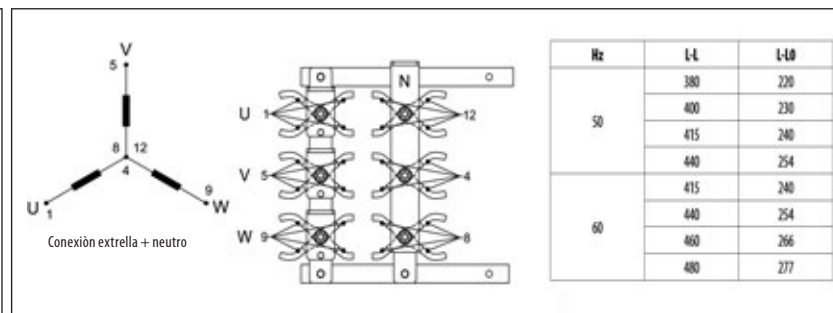 V
5
8 12
4
U 1
9
W
Conexiòn extrella + neutro
N
U 1 12
V 5 4
W 9 8
Hz L-L L-L0
50
380 220
400 230
415 240
440 254
60
415 240
440 254
460 266
480 277